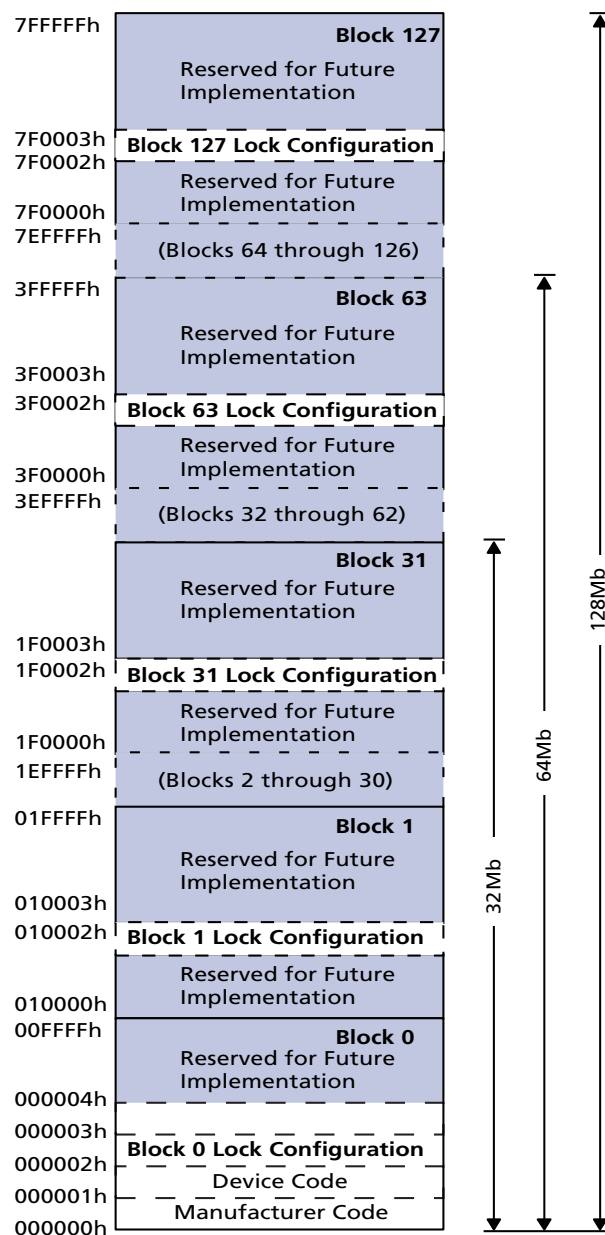 7FFFFFh
Block 127
Reserved for Future
Implementation
7F0003h
Block 127 Lock Configuration
7F0002h
Reserved for Future
Implementation
7F0000h
7EFFFFh
(Blocks 64 through 126)
3FFFFFh
Block 63
Reserved for Future
Implementation
3F0003h
3F0002h
Block 63 Lock Configuration
Reserved for Future
Implementation
3F0000h
3EFFFFh
(Blocks 32 through 62)
Block 31
Reserved for Future
Implementation
1F0003h
1F0002h
Block 31 Lock Configuration
Reserved for Future
Implementation
1F0000h
1EFFFFh
(Blocks 2 through 30)
01FFFFh
Block 1
Reserved for Future
Implementation
010003h
010002h
Block 1 Lock Configuration
Reserved for Future
Implementation
010000h
00FFFFh
Block 0
Reserved for Future
Implementation
000004h
000003h
Block 0 Lock Configuration
000002h
Device Code
000001h
Manufacturer Code
000000h
32Mb
64Mb
128Mb